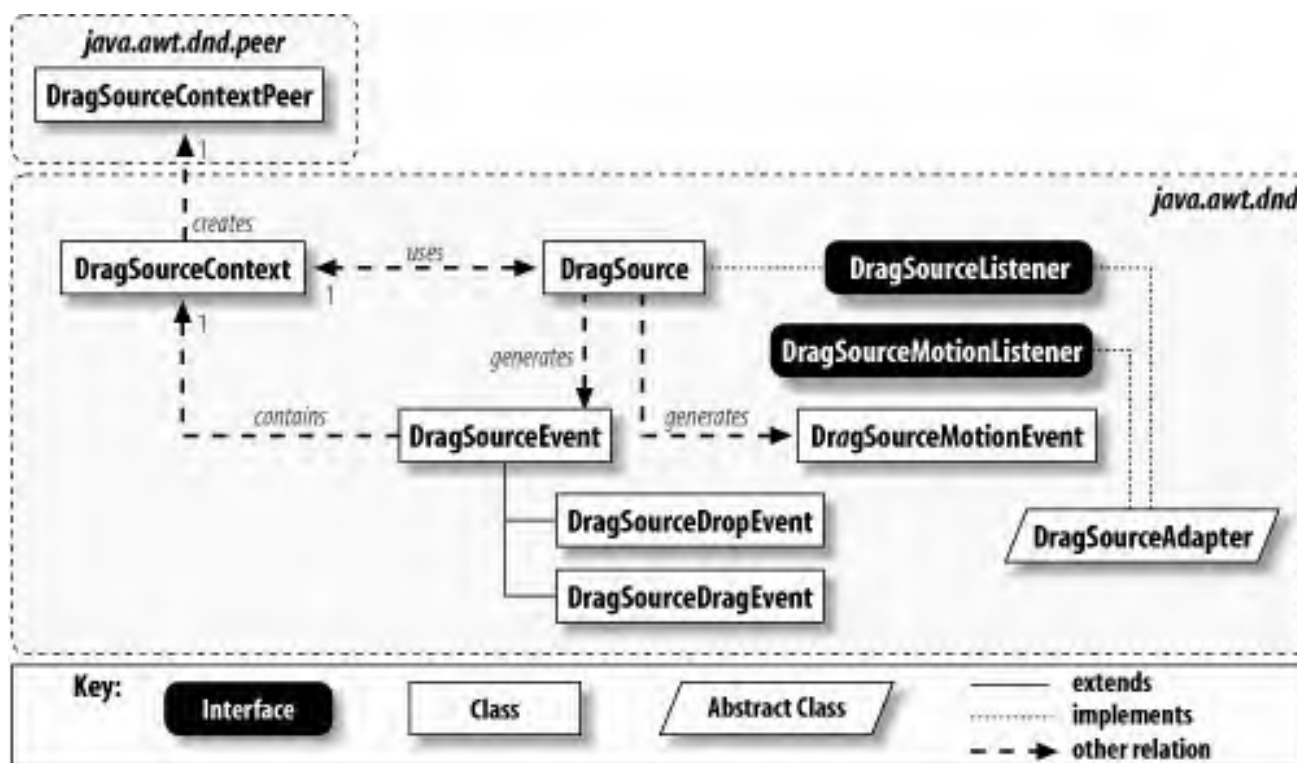 java.awt.dnd.peer
DragSourceContextPeer
1
creates
java.awt.dnd
DragSourceContext
uses
1
DragSource
DragSourceListener
1
DragSourceMotionListener
generates
contains
DragSourceEvent
generates
DragSourceMotionEvent
DragSourceDropEvent
DragSourceAdapter
DragSourceDragEvent
Key:
Interface
Class
Abstract Class
extends
implements
other relation